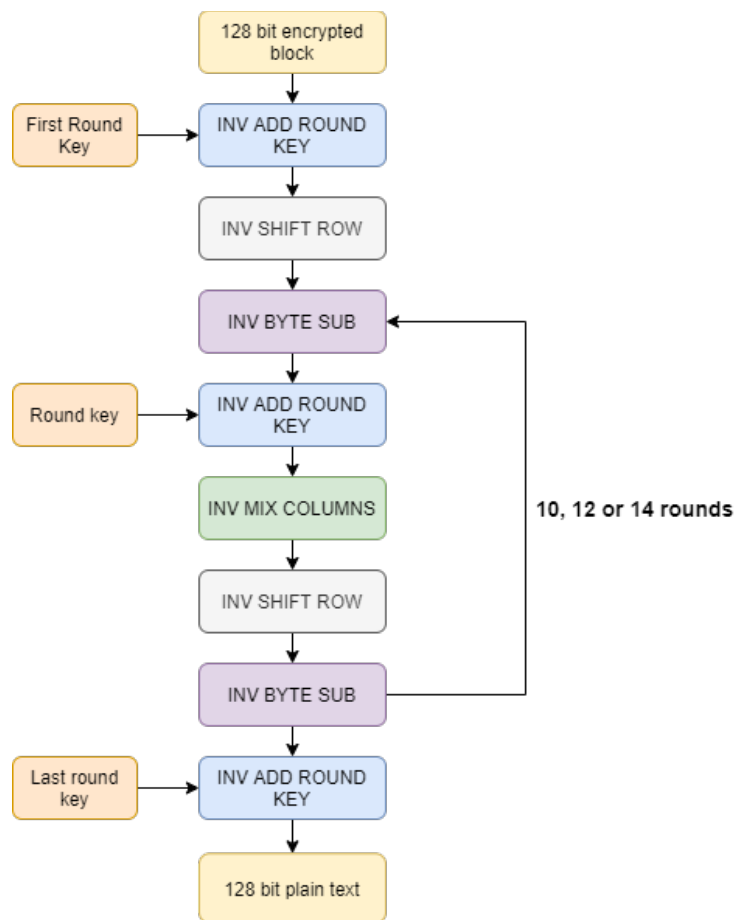 128 bit encrypted
block
First Round
Key
INV ADD ROUND
KEY
INV SHIFT ROW
INV BYTE SUB
Round key
INV ADD ROUND
KEY
INV MIX COLUMNS
10, 12 or 14 rounds
INV SHIFT ROW
INV BYTE SUB
Last round
key
INV ADD ROUND
KEY
128 bit plain text